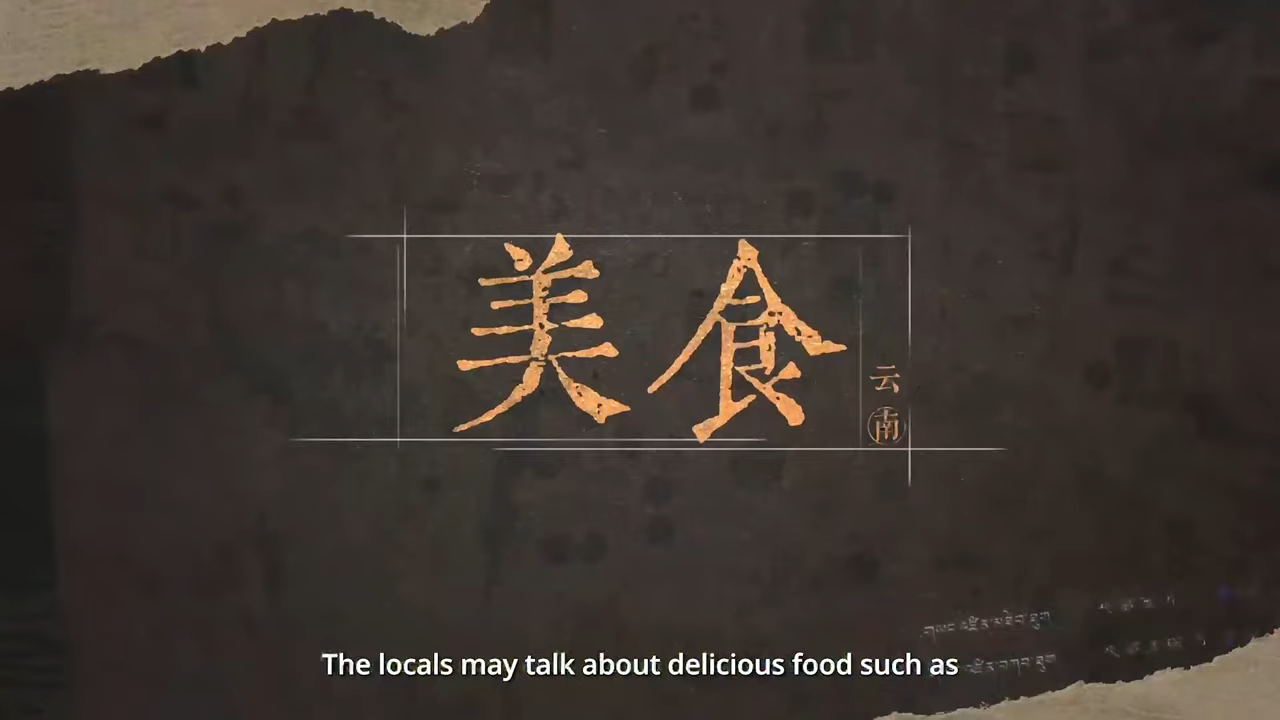 美食
云
南
The locals may talk about delicious food such as